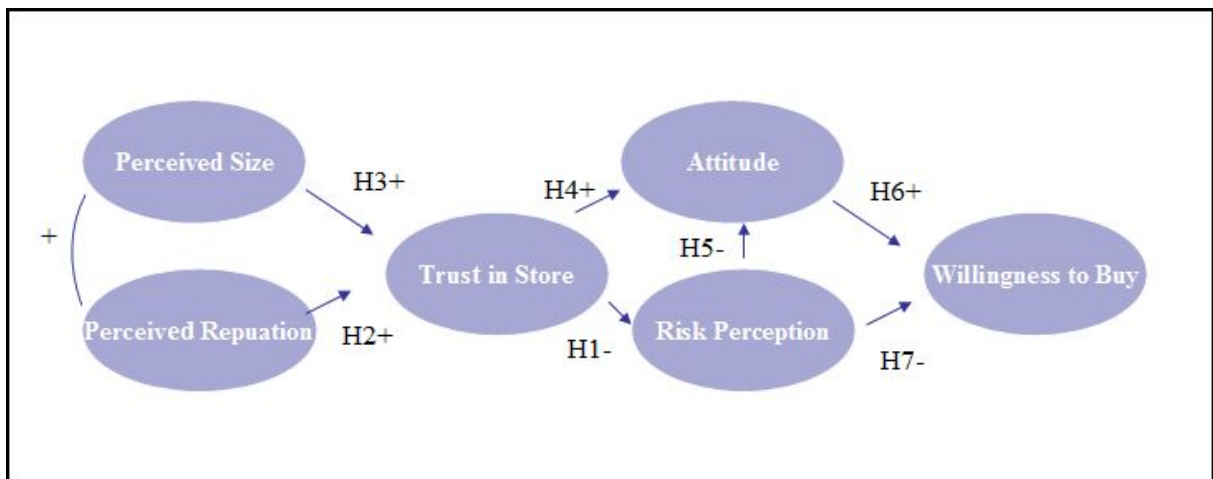 Perceived Size
H3+
+
Perceived Repuation
H2+
Trust in Store
H4+
H1-
Attitude
H5-
Risk Perception
H6+
H7-
Willingness to Buy